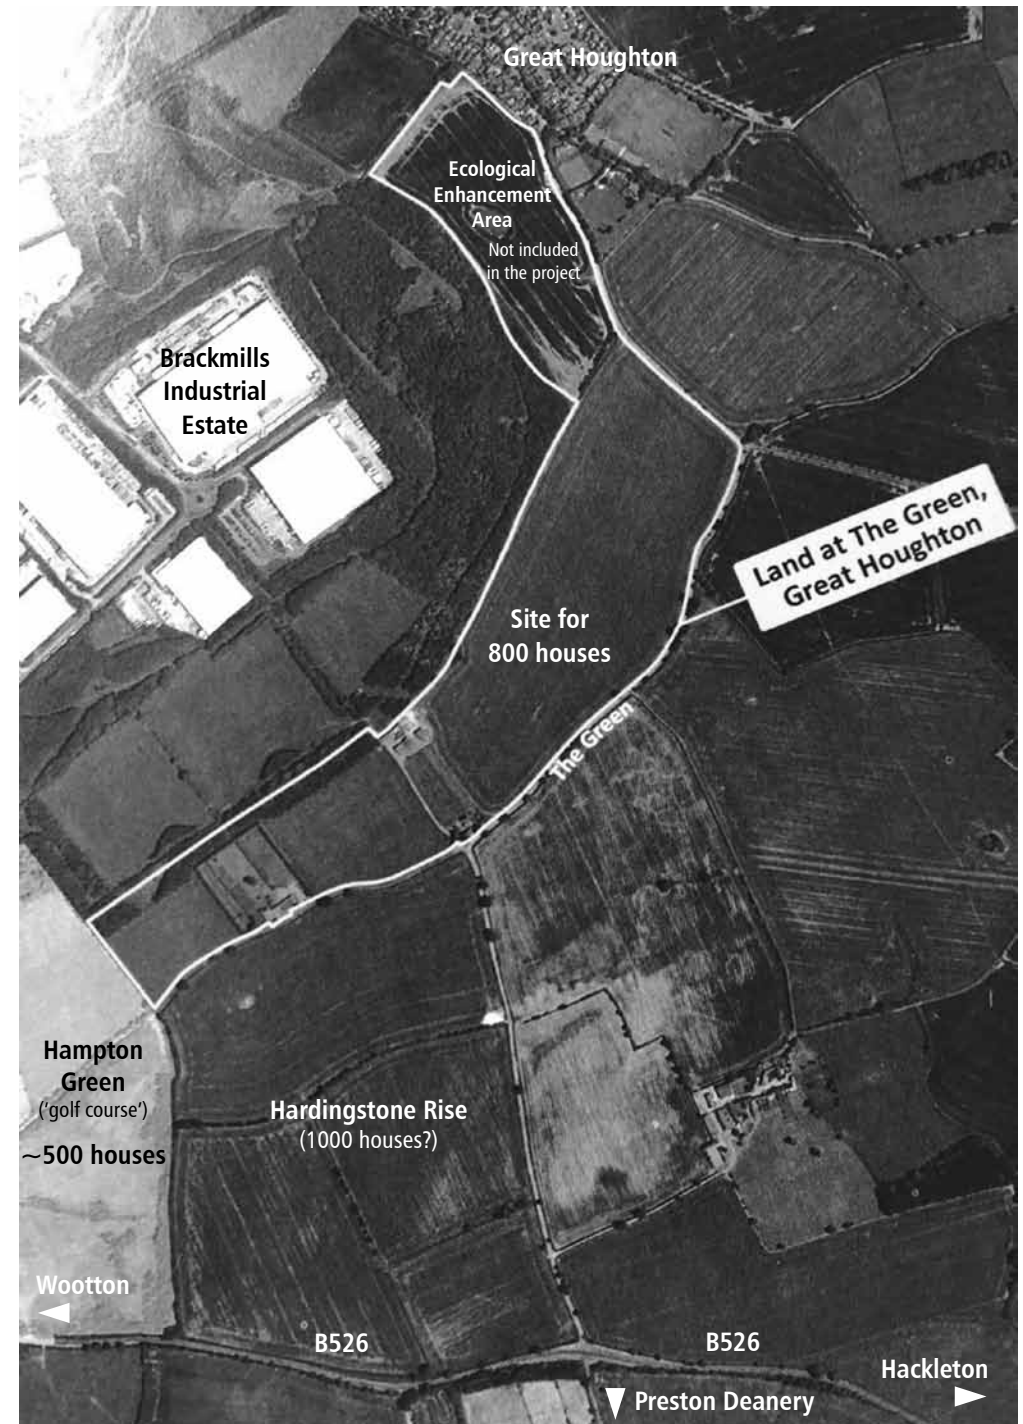 Great Houghton
Ecological
Enhancement
Area
Not included
in the project
Brackmills
Industrial
Estate
Land at The Green,
Great Houghton
Site for
800 houses
The Green
Hampton
Green
('golf course')
~500 houses
Hardingstone Rise
(1000 houses?)
Wootton
B526
B526
Hackleton
Preston Deanery